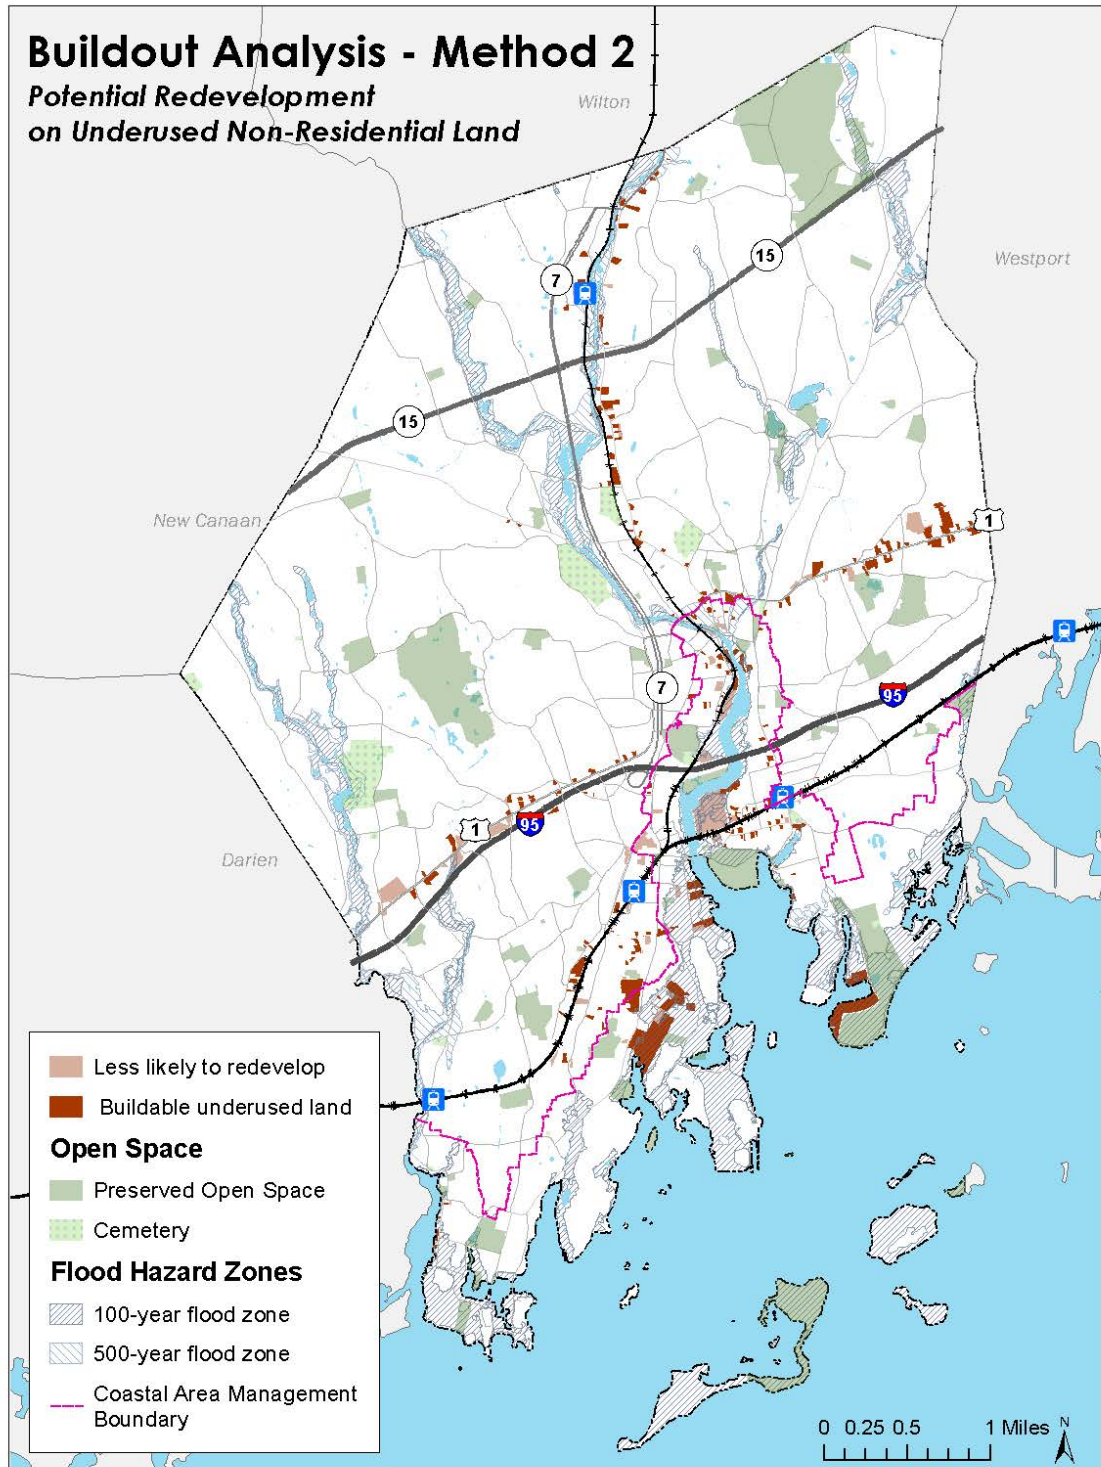 Buildout Analysis - Method 2
Potential Redevelopment
on Underused Non-Residential Land
Wilton
Westport
15
7
15
New Canaan
1
7
95
1
95
Darien
Less likely to redevelop
Buildable underused land
Open Space
Preserved Open Space
Cemetery
Flood Hazard Zones
100-year flood zone
500-year flood zone
Coastal Area Management
Boundary
0 0.25 0.5 1 Miles
N